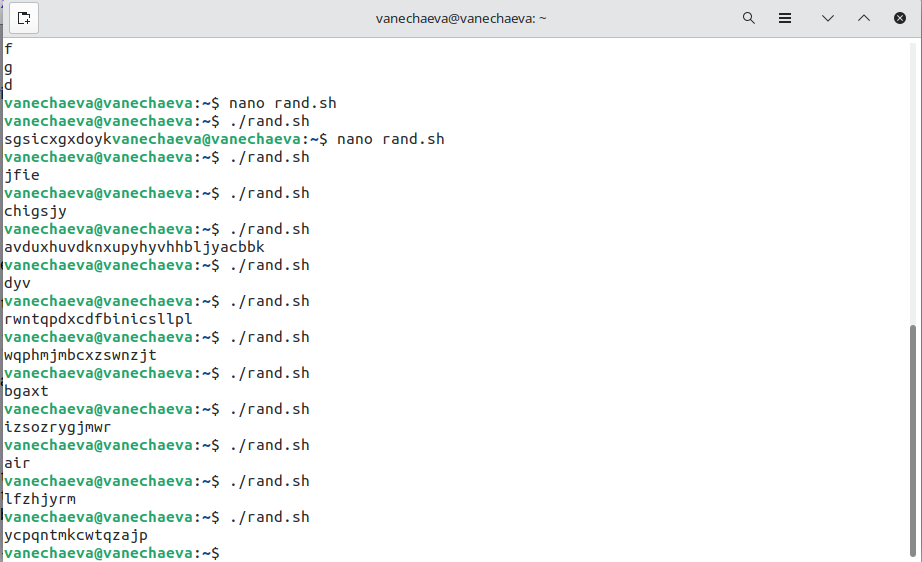 vanechaeva@vanechaeva: ~
f
g
d
vanechaeva@vanechaeva:~$ nano rand.sh
vanechaeva@vanechaeva:~$ ./rand.sh
sgsicxgxdoykvanechaeva@vanechaeva:~$ nano rand.sh
vanechaeva@vanechaeva:~$ ./rand.sh
jfie
vanechaeva@vanechaeva:~$ ./rand.sh
chigsjy
vanechaeva@vanechaeva:~$ ./rand.sh
avduxhuvdknxupyhyvhhbljyacbbk
vanechaeva@vanechaeva:~$ ./rand.sh
dyv
vanechaeva@vanechaeva:~$ ./rand.sh
rwntqpdxcdfbinicsllpl
vanechaeva@vanechaeva:~$ ./rand.sh
wqphmjmbcxzswnzjt
vanechaeva@vanechaeva:~$ ./rand.sh
bgaxt
vanechaeva@vanechaeva:~$ ./rand.sh
izsozrygjmwr
vanechaeva@vanechaeva:~$ ./rand.sh
air
vanechaeva@vanechaeva:~$ ./rand.sh
lfzhjyrm
vanechaeva@vanechaeva:~$ ./rand.sh
ycpqntmkcwtqzajp
vanechaeva@vanechaeva:~$